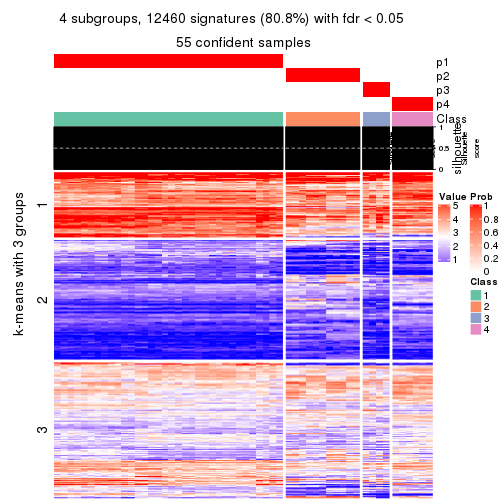 4 subgroups, 12460 signatures (80.8%) with fdr < 0.05
55 confident samples
p1
p2
p3
p4
Class
1
0.5
0
silhouette
Silhouette
score
k-means with 3 groups
1
2
3
Value
5
4
3
2
1
Prob
1
0.8
0.6
0.4
0.2
0
Class
1
2
3
4